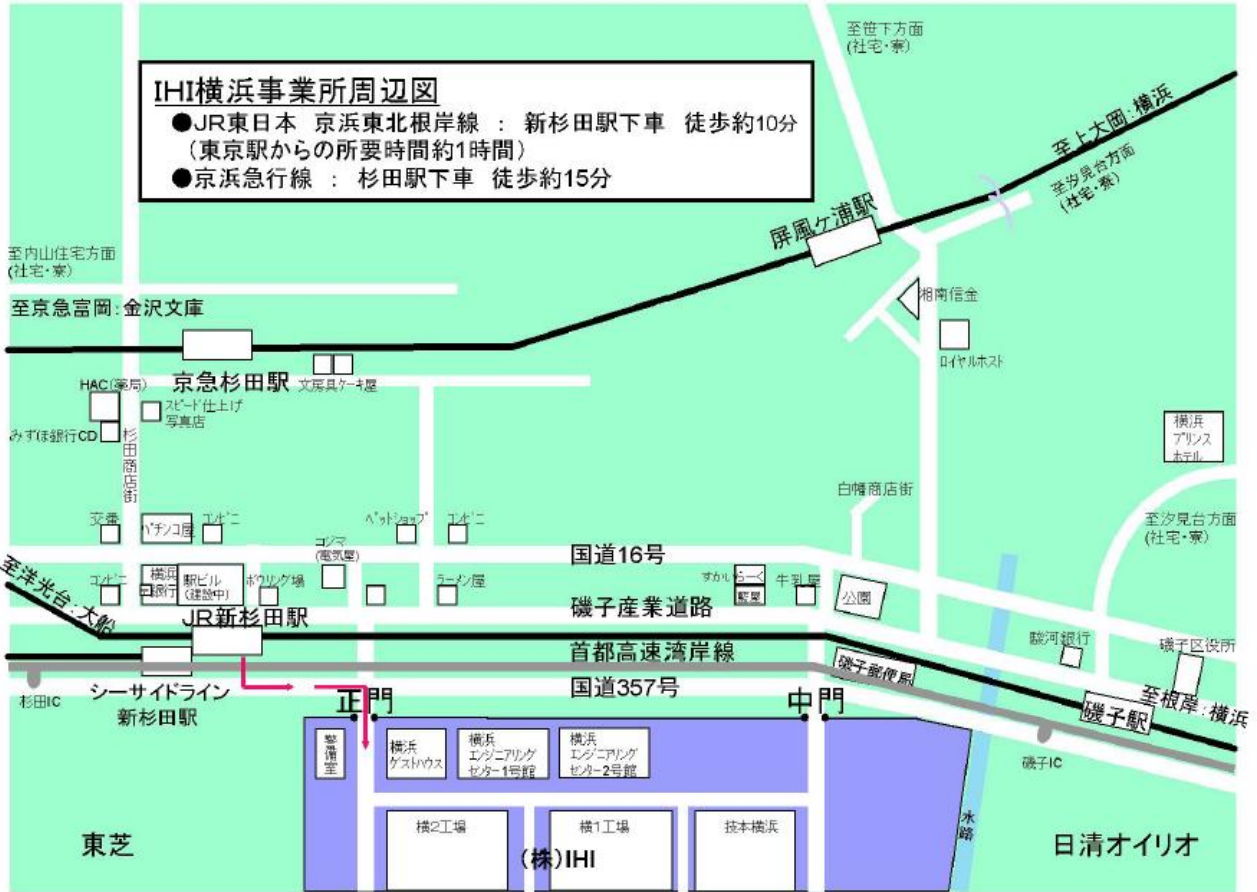 IHI横浜事業所周辺図
●JR東日本 京浜東北根岸線 : 新杉田駅下車 徒歩約10分
(東京駅からの所要時間約1時間)
●京浜急行線 : 杉田駅下車 徒歩約15分
至笹下方面
(社宅・寮)
至上大岡:横浜
至汐見台方面
(社宅・寮)
屏風ヶ浦駅
至内山住宅方面
(社宅・寮)
至京急富岡:金沢文庫
湘南信金
ロイヤルホスト
京急杉田駅
文房具
ケーキ屋
HAC(薬局)
スピード仕上げ
写真店
みずほ銀行CD
杉田商店街
横浜
プリンス
ホテル
白幡商店街
至汐見台方面
(社宅・寮)
交番
パチンコ屋
コンビニ
コジマ
(電気屋)
ペットショップ
コンビニ
国道16号
至洋光台:大船
コンビニ
横浜
銀行
駅ビル
(建設中)
ボウリング場
ラーメン屋
すかいらーく
藍屋
牛乳屋
公園
磯子産業道路
JR新杉田駅
首都高速湾岸線
駿河銀行
磯子区役所
磯子郵便局
国道357号
杉田IC
シーサイドライン
新杉田駅
正門
中門
磯子駅
至根岸:横浜
磯子IC
警備室
横浜
ゲストハウス
横浜
エンジニアリング
センター1号館
横浜
エンジニアリング
センター2号館
東芝
横2工場
横1工場
技本横浜
(株)IHI
水路
日清オイリオ